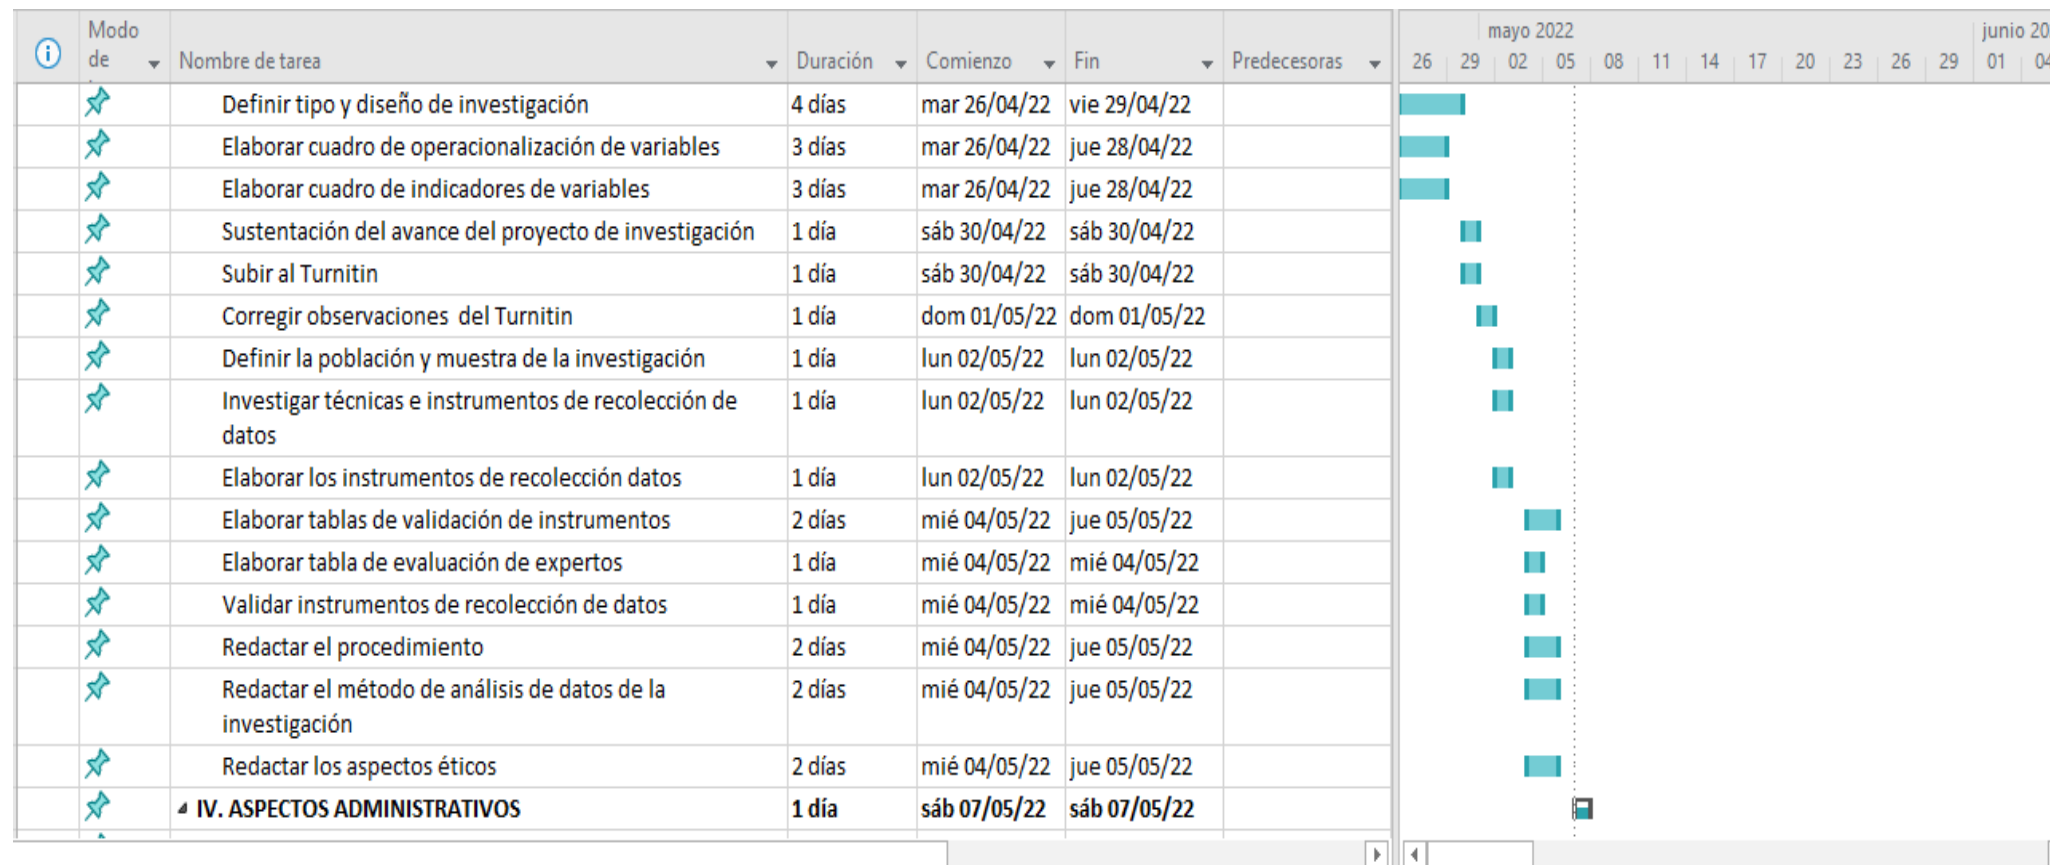 Modo de Nombre de tarea Duración Comienzo Fin Predecesoras
mayo 2022 junio 20
26 29 02 05 08 11 14 17 20 23 26 29 01 04
Definir tipo y diseño de investigación 4 días mar 26/04/22 vie 29/04/22
Elaborar cuadro de operacionalización de variables 3 días mar 26/04/22 jue 28/04/22
Elaborar cuadro de indicadores de variables 3 días mar 26/04/22 jue 28/04/22
Sustentación del avance del proyecto de investigación 1 día sáb 30/04/22 sáb 30/04/22
Subir al Turnitin 1 día sáb 30/04/22 sáb 30/04/22
Corregir observaciones del Turnitin 1 día dom 01/05/22 dom 01/05/22
Definir la población y muestra de la investigación 1 día lun 02/05/22 lun 02/05/22
Investigar técnicas e instrumentos de recolección de 1 día lun 02/05/22 lun 02/05/22
datos
Elaborar los instrumentos de recolección datos 1 día lun 02/05/22 lun 02/05/22
Elaborar tablas de validación de instrumentos 2 días mié 04/05/22 jue 05/05/22
Elaborar tabla de evaluación de expertos 1 día mié 04/05/22 mié 04/05/22
Validar instrumentos de recolección de datos 1 día mié 04/05/22 mié 04/05/22
Redactar el procedimiento 2 días mié 04/05/22 jue 05/05/22
Redactar el método de análisis de datos de la 2 días mié 04/05/22 jue 05/05/22
investigación
Redactar los aspectos éticos 2 días mié 04/05/22 jue 05/05/22
IV. ASPECTOS ADMINISTRATIVOS 1 día sáb 07/05/22 sáb 07/05/22